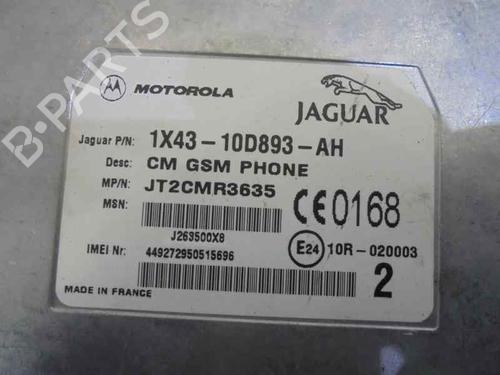 B-PARTS
MOTOROLA
JAGUAR
Jaguar P/N: 1X43-10D893-AH
Desc: CM GSM PHONE
MP/N: JT2CMR3635
MSN:
CE0168
J263500X8
E24 10R-020003
IMEI Nr: 449272950515696
2
MADE IN FRANCE